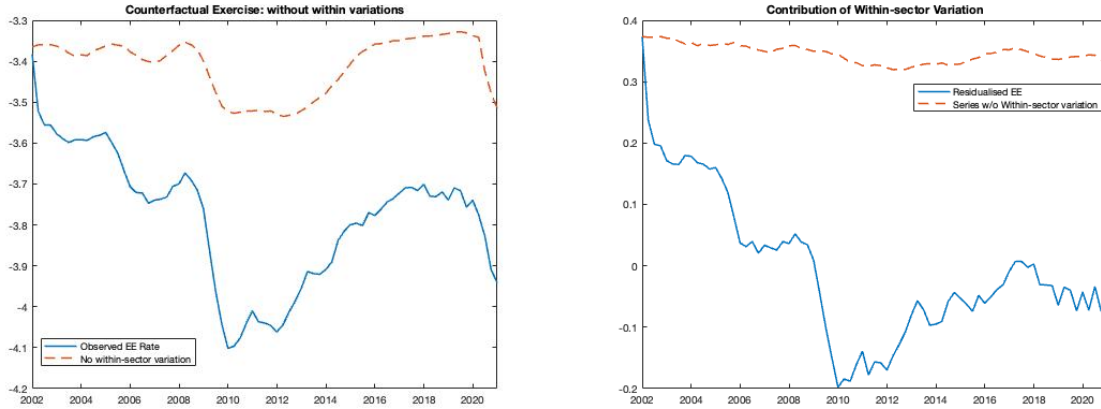 Counterfactual Exercise: without within variations
-3.3
-3.4
-3.5
-3.6
-3.7
-3.8
-3.9
-4
-4.1
-4.2
Observed EE Rate
No within-sector variation
2002 2004 2006 2008 2010 2012 2014 2016 2018 2020
Contribution of Within-sector Variation
0.4
0.3
0.2
0.1
0
-0.1
-0.2
Residualised EE
Series w/o Within-sector variation
2002 2004 2006 2008 2010 2012 2014 2016 2018 2020